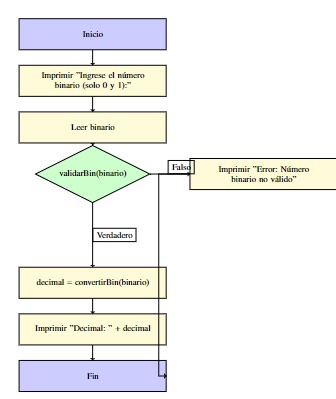 Inicio
Imprimir "Ingrese el número
binario (solo 0 y 1):"
Leer binario
validarBin(binario)
Falso
Imprimir "Error: Número
binario no válido"
Verdadero
decimal = convertirBin(binario)
Imprimir "Decimal: " + decimal
Fin